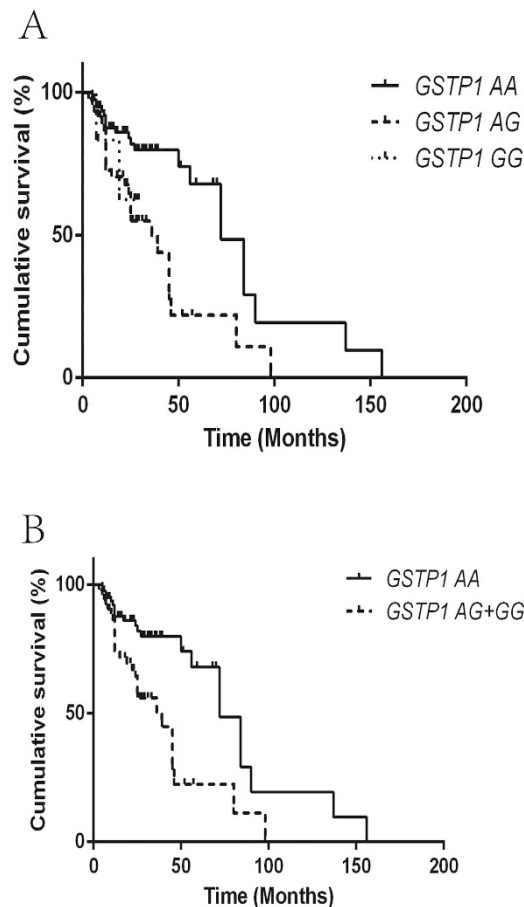 A
Cumulative survival (%)
100
50
0
GSTP1 AA
GSTP1 AG
GSTP1 GG
0 50 100 150 200
Time (Months)
B
Cumulative survival (%)
100
50
0
GSTP1 AA
GSTP1 AG+GG
0 50 100 150 200
Time (Months)